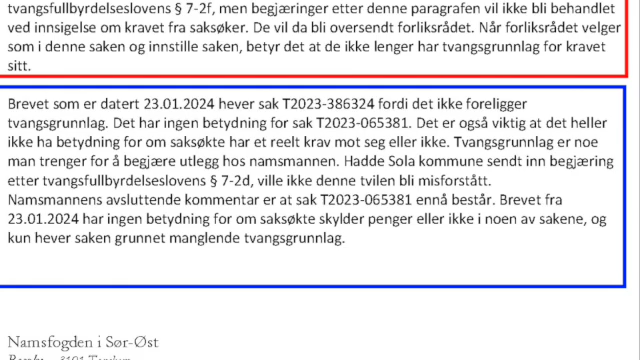 tvangsfullbyrdelseslovens § 7-2f, men begjæringer etter denne paragrafen vil ikke bli behandlet
ved innsigelse om kravet fra saksøker. De vil da bli oversendt forliksrådet. Når forliksrådet velger
som i denne saken og innstille saken, betyr det at de ikke lenger har tvangsgrunnlag for kravet
sitt.
Brevet som er datert 23.01.2024 hever sak T2023-386324 fordi det ikke foreligger
tvangsgrunnlag. Det har ingen betydning for sak T2023-065381. Det er også viktig at det heller
ikke ha betydning for om saksøkte har et reelt krav mot seg eller ikke. Tvangsgrunnlag er noe
man trenger for å begjære utlegg hos namsmannen. Hadde Sola kommune sendt inn begjæring
etter tvangsfullbyrdelseslovens § 7-2d, ville ikke denne tvilen bli misforstått.
Namsmannens avsluttende kommentar er at sak T2023-065381 ennå består. Brevet fra
23.01.2024 har ingen betydning for om saksøkte skylder penger eller ikke i noen av sakene, og
kun hever saken grunnet manglende tvangsgrunnlag.
Namsfogden i Sør-Øst